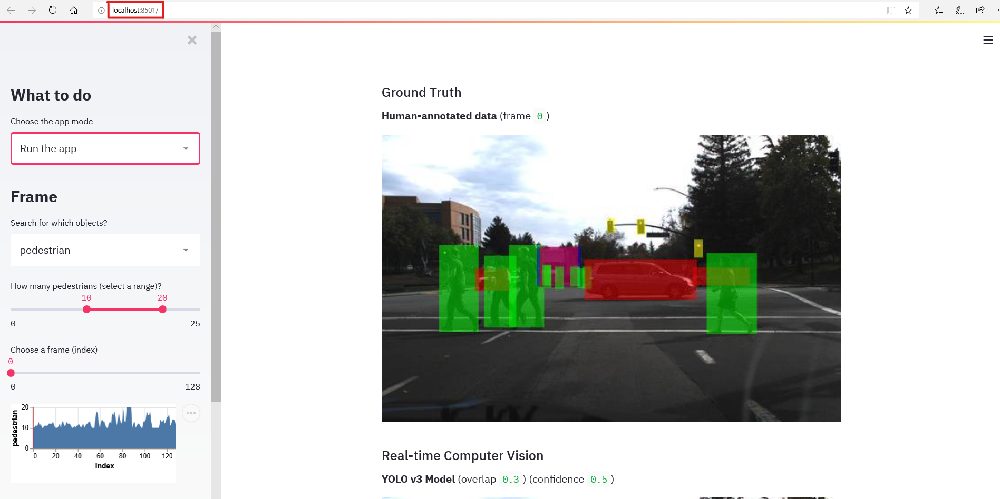 localhost:8501/
What to do
Choose the app mode
Run the app
Frame
Search for which objects?
pedestrian
How many pedestrians (select a range)?
10 20
0 25
Choose a frame (index)
0
0 128
pedestrian
20
10
0
0 20 40 60 80 100 120
index
Ground Truth
Human-annotated data (frame 0 )
Real-time Computer Vision
YOLO v3 Model (overlap 0.3 ) (confidence 0.5 )